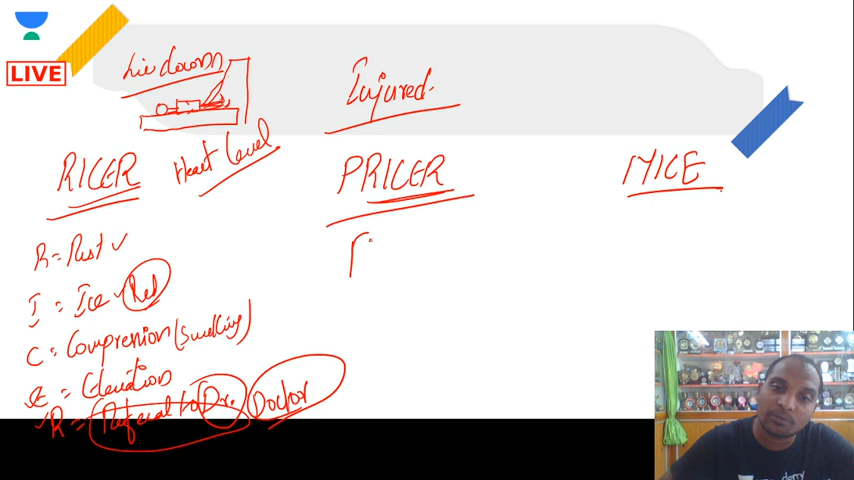 LIVE
Lie down
Injured
Heart Level
RICER
PRICER
MICE
R = Rest ✓
I = Ice
Red
C = Compression (Swelling)
E = Elevation
R = Referral to Dr. Doctor